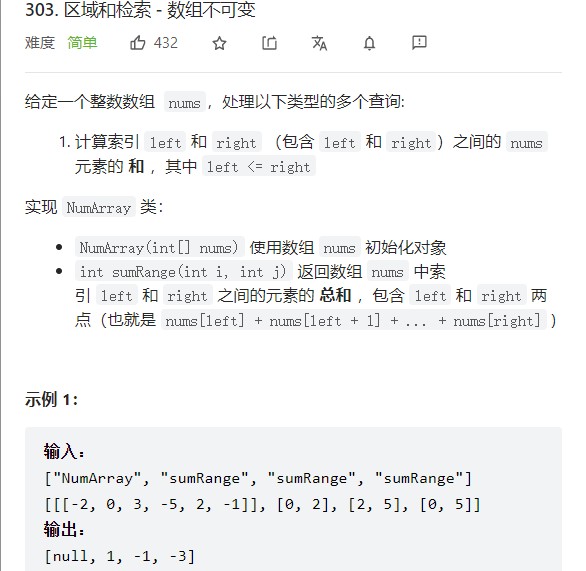 303. 区域和检索 - 数组不可变
难度 简单 432
给定一个整数数组 nums，处理以下类型的多个查询:
1. 计算索引 left 和 right （包含 left 和 right）之间的 nums
元素的 和 ，其中 left <= right
实现 NumArray 类：
• NumArray(int[] nums) 使用数组 nums 初始化对象
• int sumRange(int i, int j) 返回数组 nums 中索
引 left 和 right 之间的元素的 总和 ，包含 left 和 right 两
点（也就是 nums[left] + nums[left + 1] + ... + nums[right] )
示例 1：
输入：
["NumArray", "sumRange", "sumRange", "sumRange"]
[[[-2, 0, 3, -5, 2, -1]], [0, 2], [2, 5], [0, 5]]
输出：
[null, 1, -1, -3]